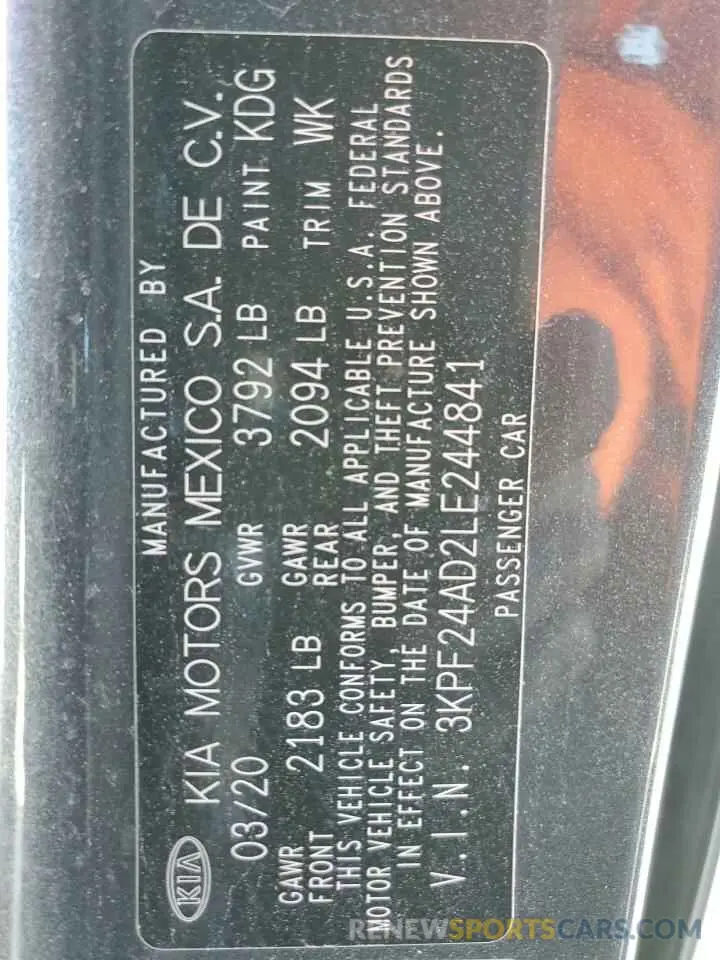 MANUFACTURED BY
KIA KIA MOTORS MEXICO S.A. DE C.V.
03/20 GVWR 3792 LB PAINT KDG
GAWR FRONT 2183 LB GAWR REAR 2094 LB TRIM WK
THIS VEHICLE CONFORMS TO ALL APPLICABLE U.S.A. FEDERAL
MOTOR VEHICLE SAFETY, BUMPER, AND THEFT PREVENTION STANDARDS
IN EFFECT ON THE DATE OF MANUFACTURE SHOWN ABOVE.
V.I.N. 3KPF24AD2LE244841
PASSENGER CAR
RENEWSPORTSCARS.COM